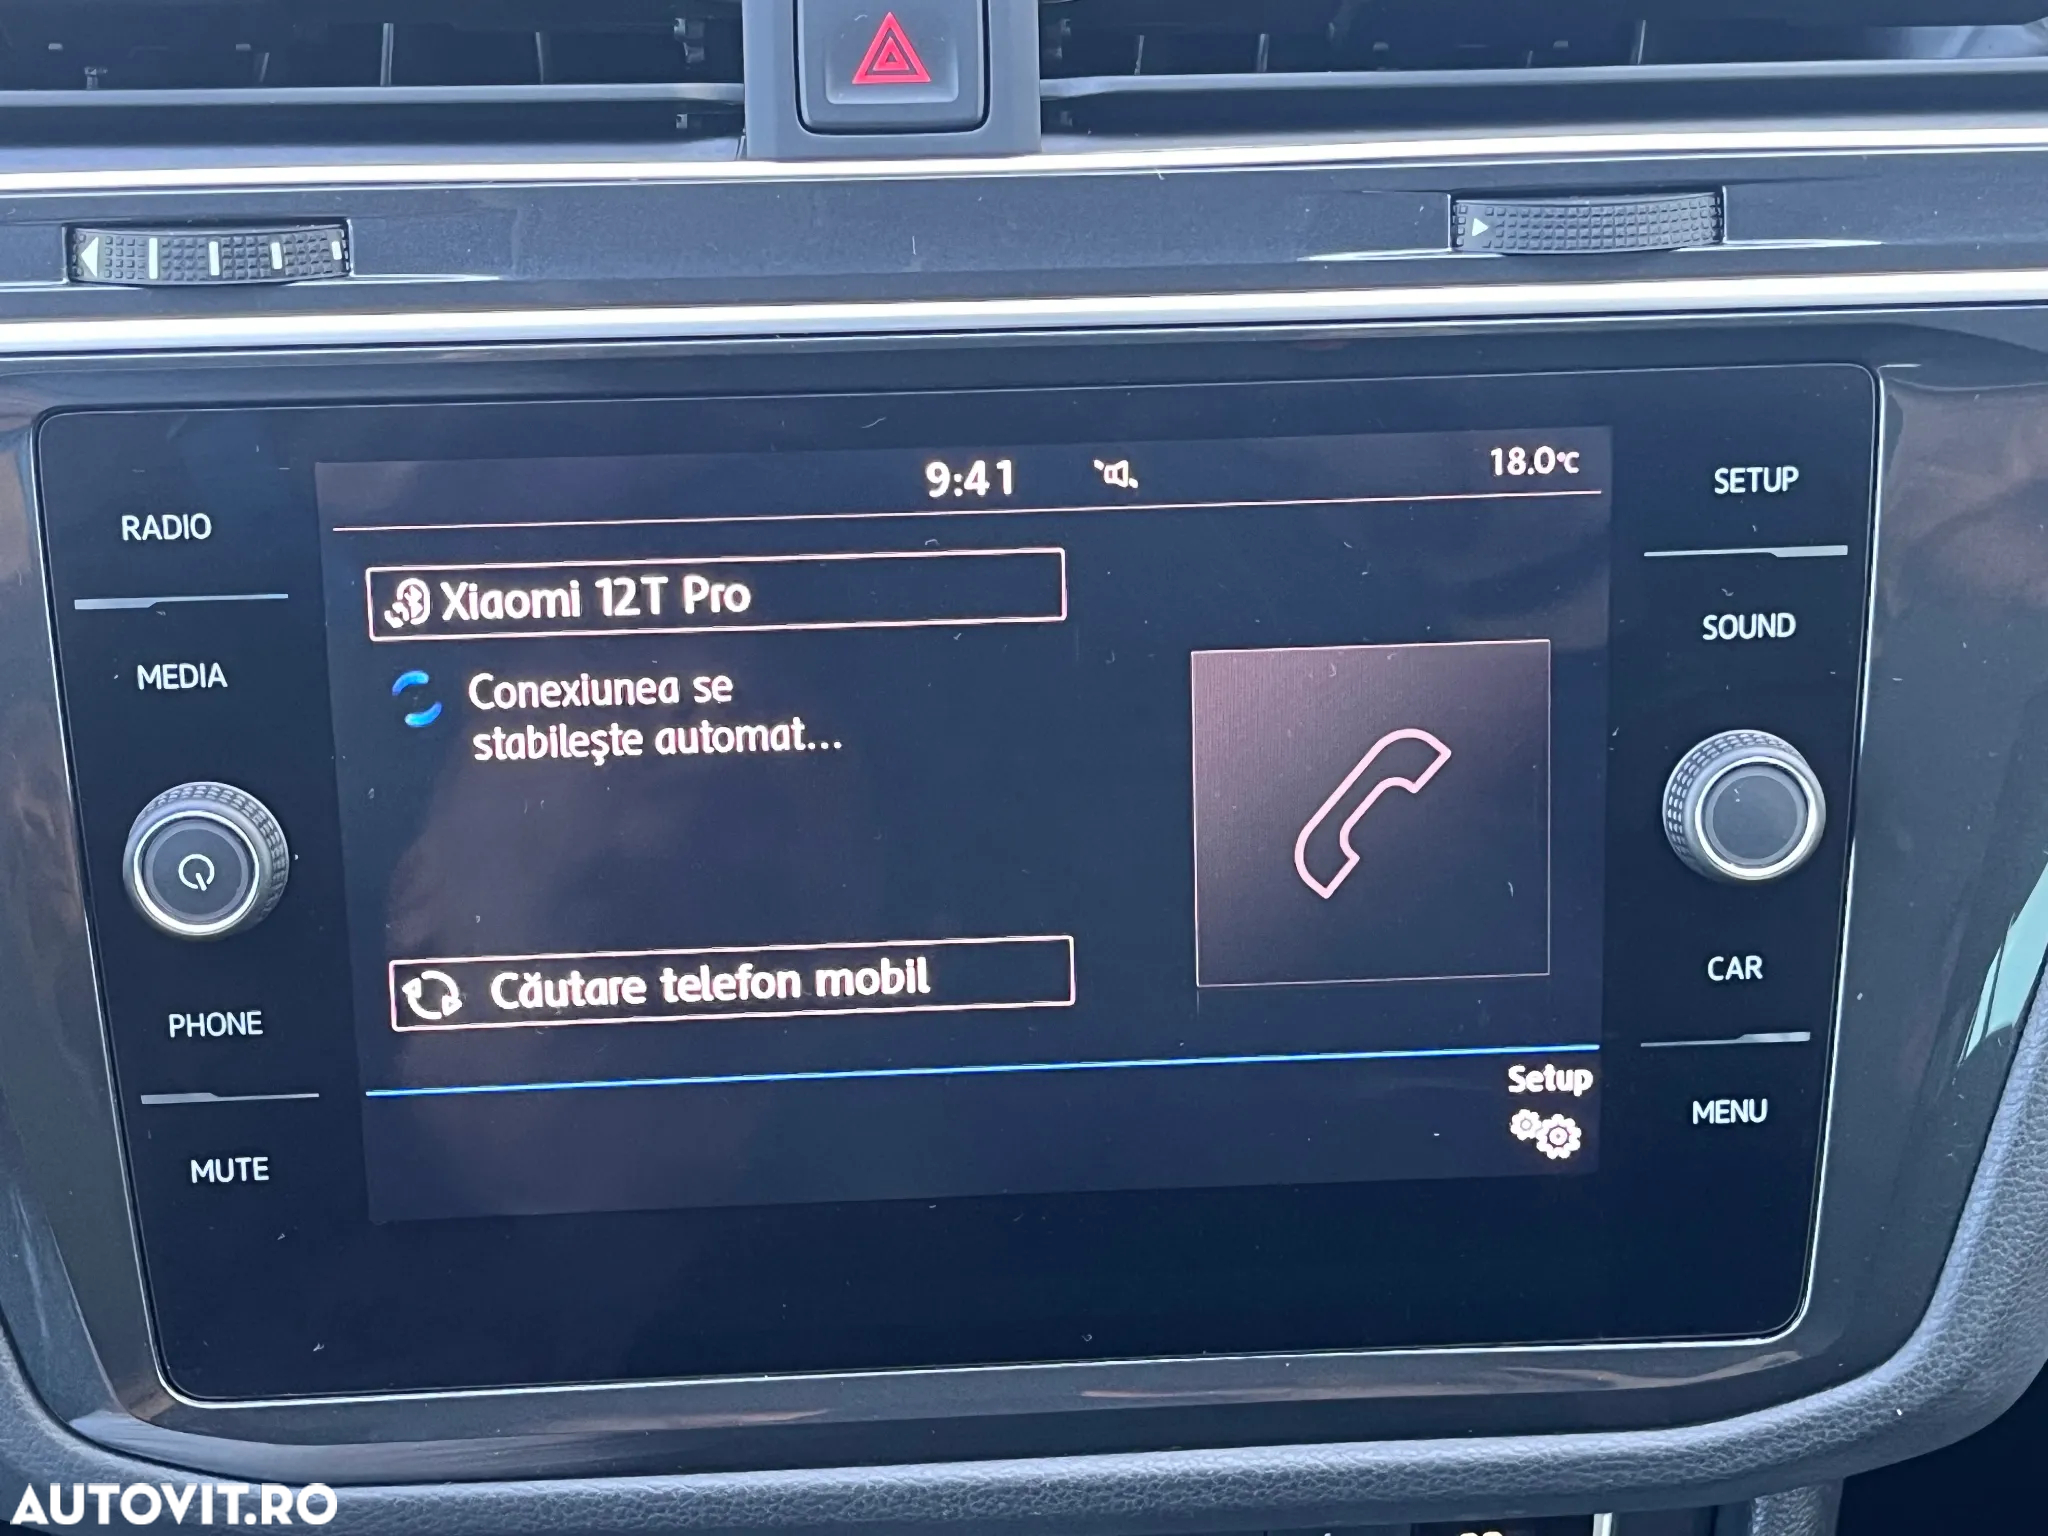 9:41
18.0°C
RADIO
MEDIA
PHONE
MUTE
Xiaomi 12T Pro
Conexiunea se
stabileşte automat...
Căutare telefon mobil
Setup
SETUP
SOUND
CAR
MENU
AUTOVIT.RO